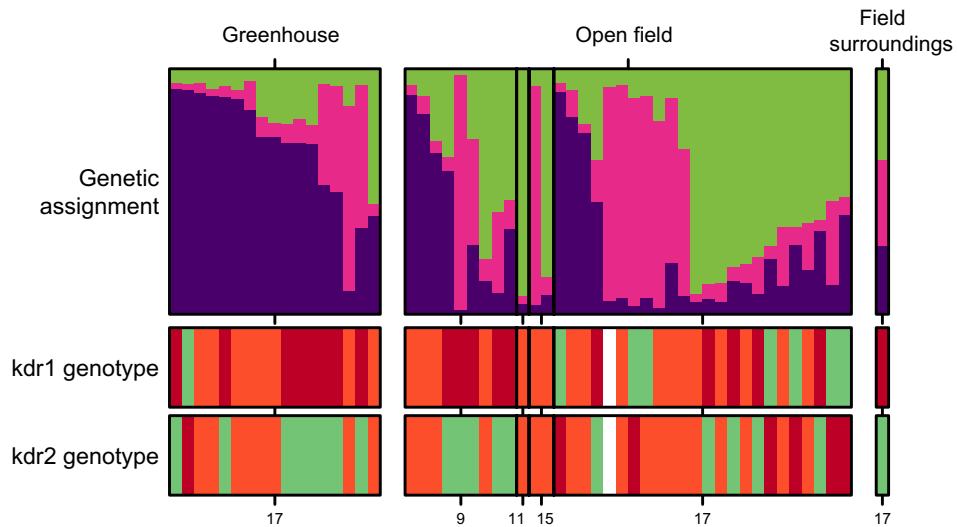 Greenhouse
Open field
Field
surroundings
Genetic
assignment
kdr1 genotype
kdr2 genotype
17
9
11
15
17
17